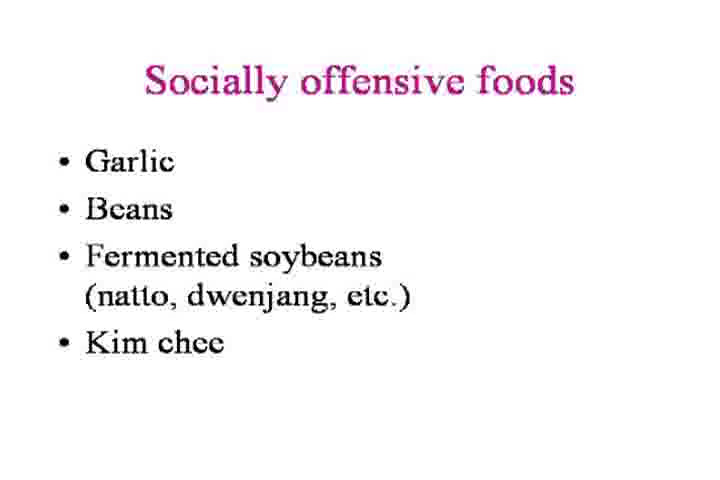 Socially offensive foods
• Garlic
• Beans
• Fermented soybeans
(natto, dwenjang, etc.)
• Kim chee